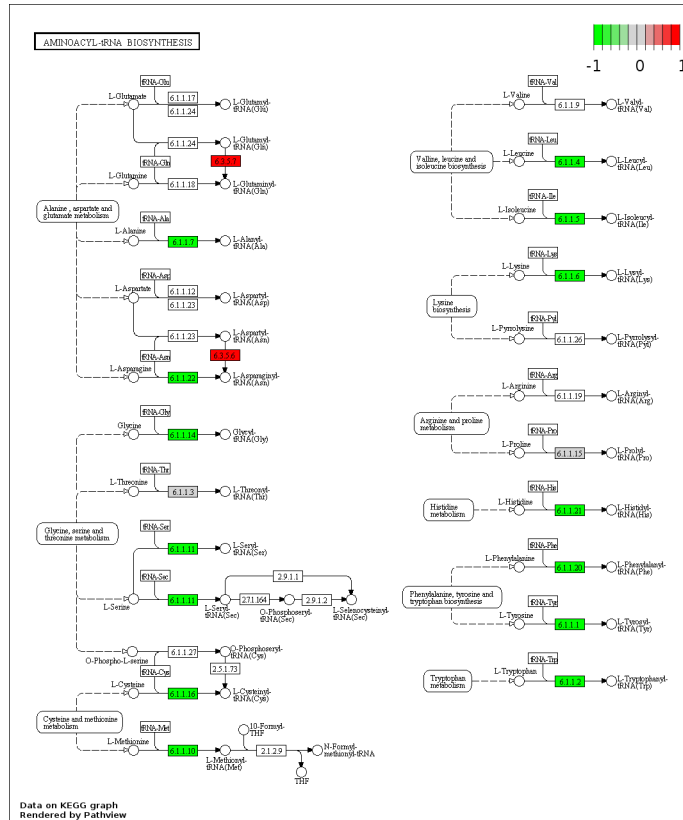 AMINOACYL-tRNA BIOSYNTHESIS
-1 0 1
tRNA-Glu
L-Glutamate
6.1.1.17
6.1.1.24
L-Glutamyl-
tRNA(Glu)
6.1.1.24
L-Glutamyl-
tRNA(Gln)
tRNA-Gln
6.3.5.7
L-Glutamine
6.1.1.18
L-Glutaminyl-
tRNA(Gln)
Alanine, aspartate and
glutamate metabolism
tRNA-Ala
L-Alanine
6.1.1.7
L-Alanyl-
tRNA(Ala)
tRNA-Asp
L-Aspartate
6.1.1.12
6.1.1.23
L-Aspartyl-
tRNA(Asp)
6.1.1.23
L-Aspartyl-
tRNA(Asn)
tRNA-Asn
6.3.5.6
L-Asparagine
6.1.1.22
L-Asparaginyl-
tRNA(Asn)
tRNA-Gly
Glycine
6.1.1.14
Glycyl-
tRNA(Gly)
tRNA-Thr
L-Threonine
6.1.1.3
L-Threonyl-
tRNA(Thr)
Glycine, serine and
threonine metabolism
tRNA-Ser
6.1.1.11
L-Seryl-
tRNA(Ser)
tRNA-Sec
L-Serine
6.1.1.11
L-Seryl-
tRNA(Sec)
2.9.1.1
2.7.1.164
O-Phosphoseryl-
tRNA(Sec)
2.9.1.2
L-Selenocysteinyl-
tRNA(Sec)
O-Phospho-L-serine
6.1.1.27
O-Phosphoseryl-
tRNA(Cys)
tRNA-Cys
2.5.1.73
L-Cysteine
6.1.1.16
L-Cysteinyl-
tRNA(Cys)
Cysteine and methionine
metabolism
tRNA-Met
L-Methionine
6.1.1.10
L-Methionyl-
tRNA(Met)
10-Formyl-
THF
2.1.2.9
THF
N-Formyl-
methionyl-tRNA
tRNA-Val
L-Valine
6.1.1.9
L-Valyl-
tRNA(Val)
tRNA-Leu
Valline, leucine and
isoleucine biosynthesis
L-Leucine
6.1.1.4
L-Leucyl-
tRNA(Leu)
tRNA-Ile
L-Isoleucine
6.1.1.5
L-Isoleucyl-
tRNA(Ile)
tRNA-Lys
L-Lysine
6.1.1.6
L-Lysyl-
tRNA(Lys)
Lysine
biosynthesis
tRNA-Pyl
L-Pyrrolysine
6.1.1.26
L-Pyrrolysyl-
tRNA(Pyl)
tRNA-Arg
L-Arginine
6.1.1.19
L-Arginyl-
tRNA(Arg)
Arginine and proline
metabolism
tRNA-Pro
L-Proline
6.1.1.15
L-Prolyl-
tRNA(Pro)
tRNA-His
Histidine
metabolism
L-Histidine
6.1.1.21
L-Histidyl-
tRNA(His)
tRNA-Phe
L-Phenylalanine
6.1.1.20
L-Phenylalanyl-
tRNA(Phe)
Phenylalanine, tyrosine and
tryptophan biosynthesis
tRNA-Tyr
L-Tyrosine
6.1.1.1
L-Tyrosyl-
tRNA(Tyr)
tRNA-Trp
Tryptophan
metabolism
L-Tryptophan
6.1.1.2
L-Tryptophanyl-
tRNA(Trp)
Data on KEGG graph
Rendered by Pathview